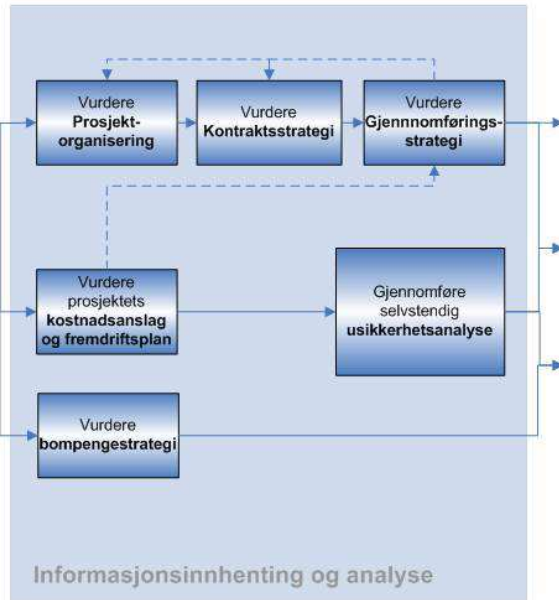 Vurdere
Prosjekt-
organisering
Vurdere
Kontraktsstrategi
Vurdere
Gjennnomførings-
strategi
Vurdere
prosjektets
kostnadsanslag
og fremdriftsplan
Gjennomføre
selvstendig
usikkerhetsanalyse
Vurdere
bompengestrategi
Informasjonsinnhenting og analyse